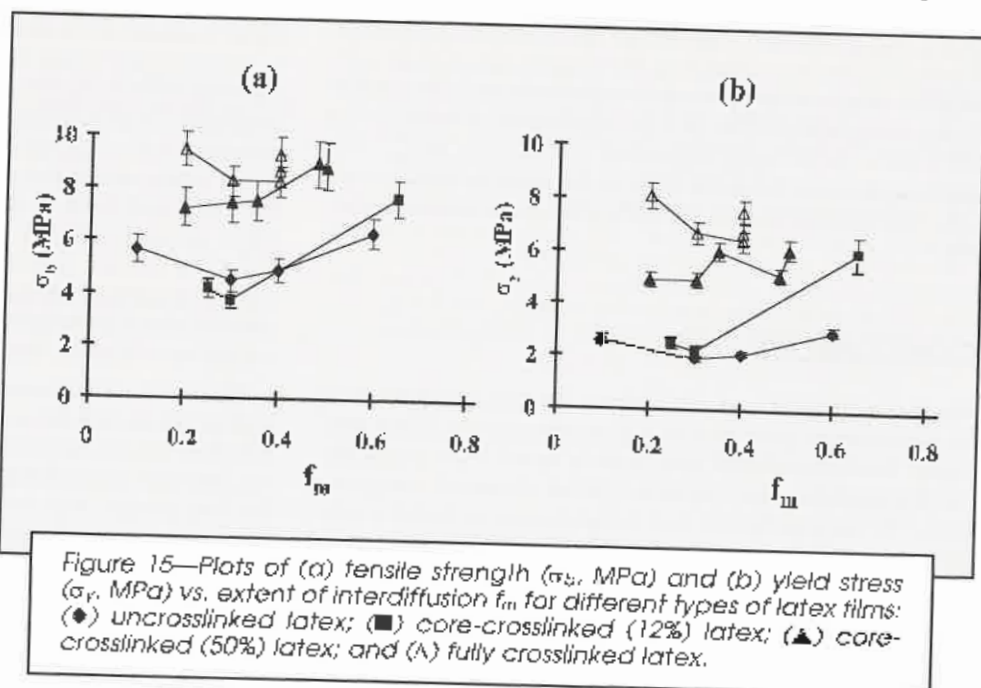 (a)
(b)
10
8
6
4
2
0
σb (MPa)
0
0.2
0.4
0.6
0.8
fm
10
8
6
4
2
0
σy (MPa)
0
0.2
0.4
0.6
0.8
fm
Figure 15—Plots of (a) tensile strength (σb, MPa) and (b) yield stress
(σY, MPa) vs. extent of interdiffusion fm for different types of latex films:
(◆) uncrosslinked latex; (■) core-crosslinked (12%) latex; (▲) core-
crosslinked (50%) latex; and (Δ) fully crosslinked latex.